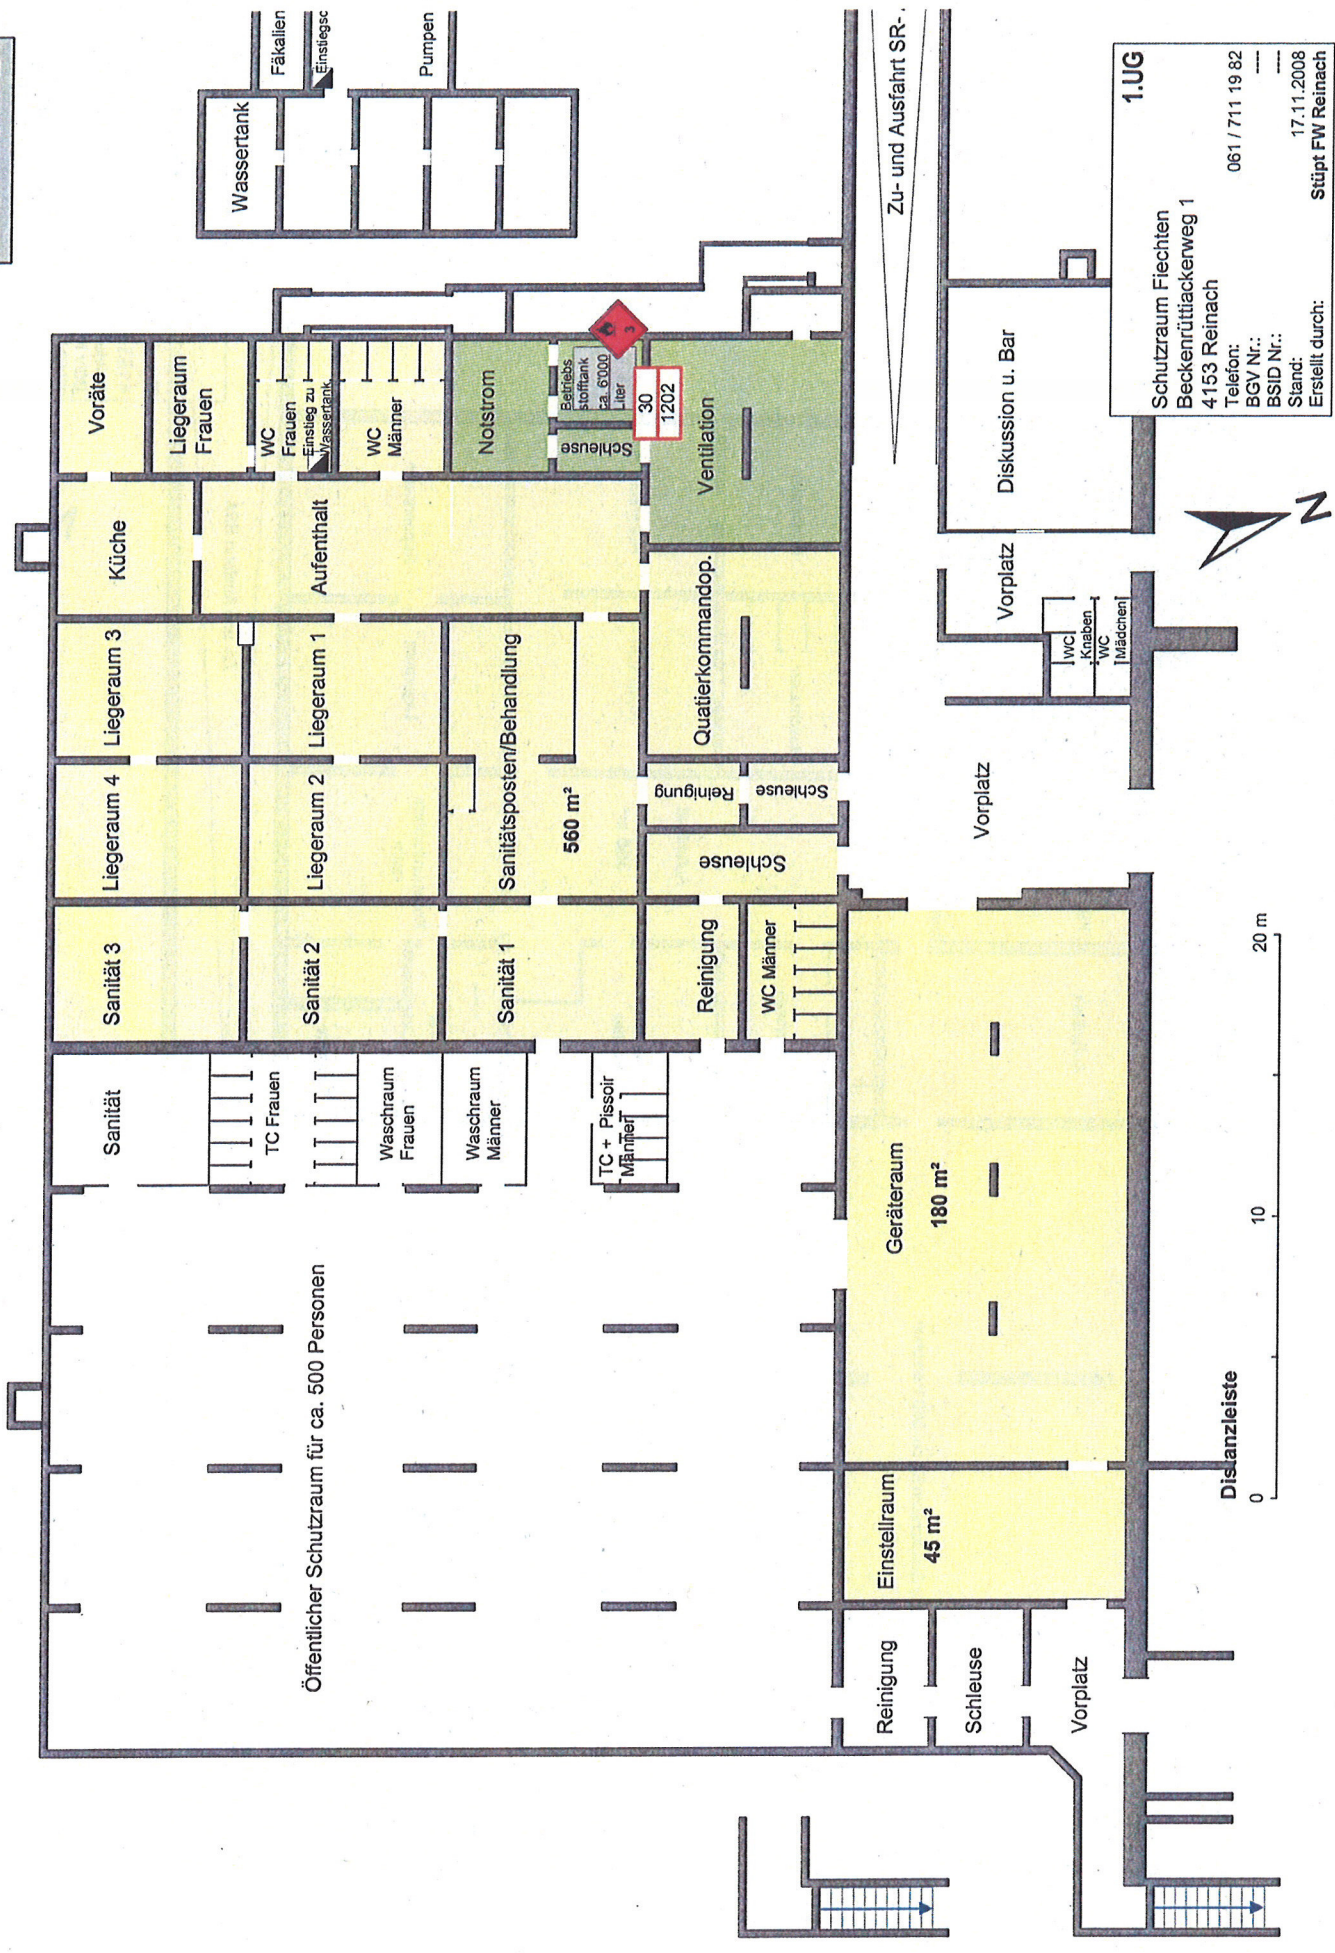 Wassertank
Fäkalien
Pumpen
Voräte
Liegeraum
Frauen
WC
Frauen
Einstieg zu
Wassertank
WC
Männer
Notstrom
Betriebs
stofftank
ca. 6'000
Liter
3
30
1202
Schleuse
Ventilation
Küche
Aufenthalt
Quatierkommandop.
Liegeraum 3
Liegeraum 1
Sanitätsposten/Behandlung
560 m²
Liegeraum 4
Liegeraum 2
Reinigung
Schleuse
Schleuse
Sanität 3
Sanität 2
Sanität 1
Reinigung
WC Männer
Sanität
TC Frauen
Waschraum
Frauen
Waschraum
Männer
TC + Pissoir
Männer
Öffentlicher Schutzraum für ca. 500 Personen
Geräteraum
180 m²
Einstellraum
45 m²
Reinigung
Schleuse
Vorplatz
Vorplatz
Vorplatz
WC
Knaben
WC
Mädchen
Diskussion u. Bar
Zu- und Ausfahrt SR-
N
Distanzleiste
0 10 20 m
1.UG
Schutzraum Fiechten
Beckenrüttiackerweg 1
4153 Reinach
Telefon: 061 / 711 19 82
BGV Nr.: ----
BSID Nr.: ----
Stand: 17.11.2008
Erstellt durch: Stüpt FW Reinach